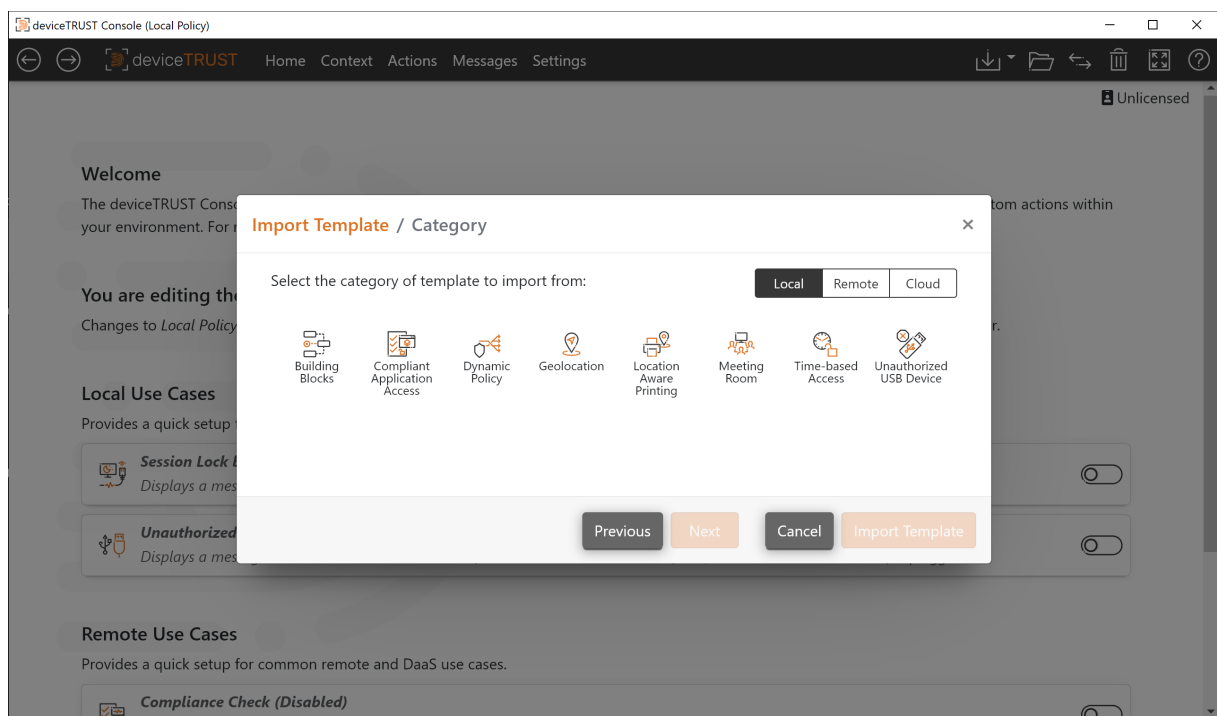 deviceTRUST Console (Local Policy)
deviceTRUST Home Context Actions Messages Settings
Unlicensed
Welcome
The deviceTRUST
tom actions within
your environment. For
Import Template / Category
Select the category of template to import from:
Local Remote Cloud
You are editing the
Changes to Local Policy
r.
Building
Blocks
Compliant
Application
Access
Dynamic
Policy
Geolocation
Location
Aware
Printing
Meeting
Room
Time-based
Access
Unauthorized
USB Device
Local Use Cases
Provides a quick setup
Session Lock
Displays a mes
Previous Next Cancel Import Template
Unauthorized
Displays a mes
Remote Use Cases
Provides a quick setup for common remote and DaaS use cases.
Compliance Check (Disabled)